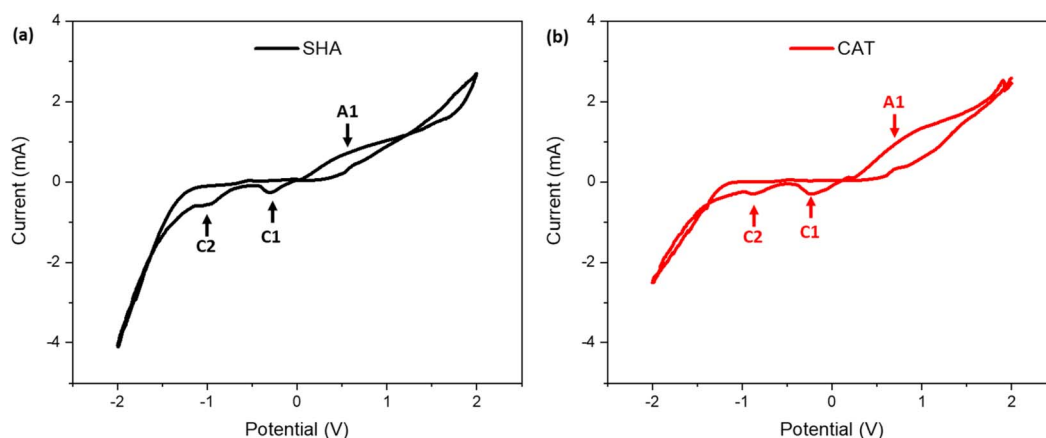 (a)
SHA
4
2
0
-2
-4
Current (mA)
A1
C2
C1
-2
-1
0
1
2
Potential (V)
(b)
CAT
4
2
0
-2
-4
Current (mA)
A1
C2
C1
-2
-1
0
1
2
Potential (V)